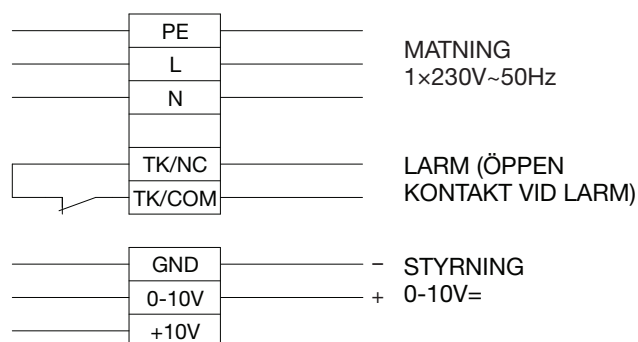 PE
L
N
MATNING
1×230V~50Hz
TK/NC
TK/COM
LARM (ÖPPEN
KONTAKT VID LARM)
GND
0-10V
+10V
−
+
STYRNING
0-10V=